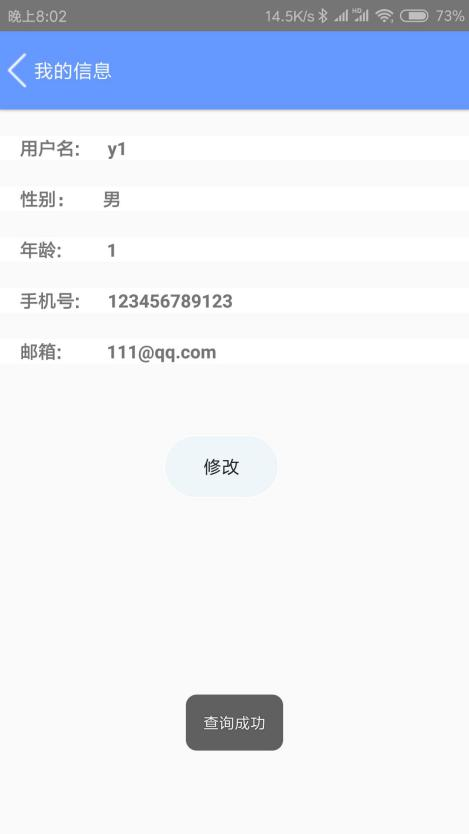 晚上8:02 14.5K/s HD 73%
我的信息
用户名: y1
性别： 男
年龄: 1
手机号: 123456789123
邮箱: 111@qq.com
修改
查询成功